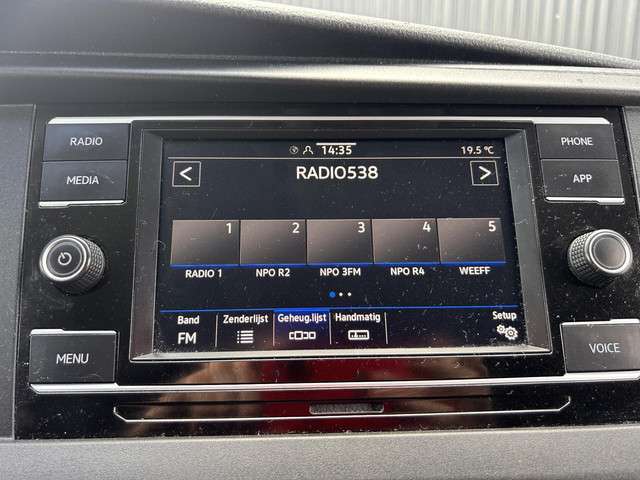 RADIO
MEDIA
MENU
14:35
19.5 °C
< RADIO538 >
1 2 3 4 5
RADIO 1 NPO R2 NPO 3FM NPO R4 WEEFF
Band Zenderlijst Geheug.lijst Handmatig Setup
FM
PHONE
APP
VOICE